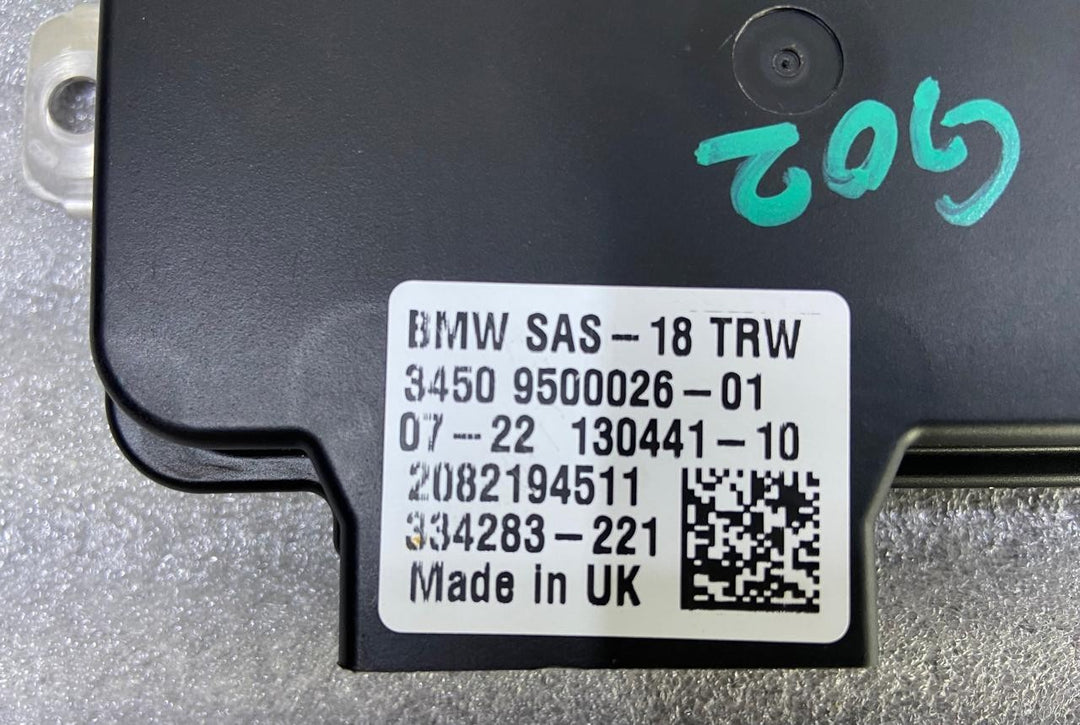 G02
BMW SAS-18 TRW
3450 9500026-01
07-22 130441-10
2082194511
334283-221
Made in UK